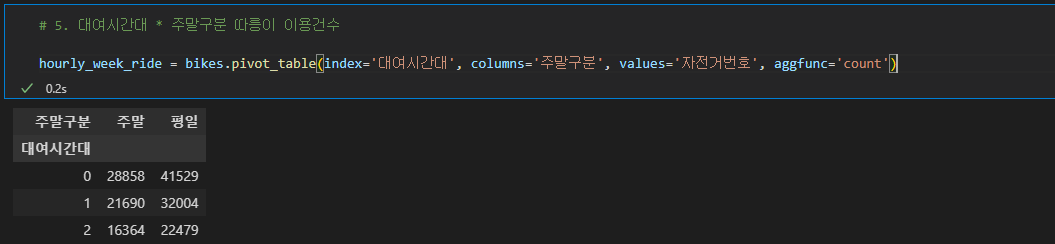 # 5. 대여시간대 * 주말구분 따릉이 이용건수
hourly_week_ride = bikes.pivot_table(index='대여시간대', columns='주말구분', values='자전거번호', aggfunc='count')
0.2s
주말구분 주말 평일
대여시간대
0 28858 41529
1 21690 32004
2 16364 22479